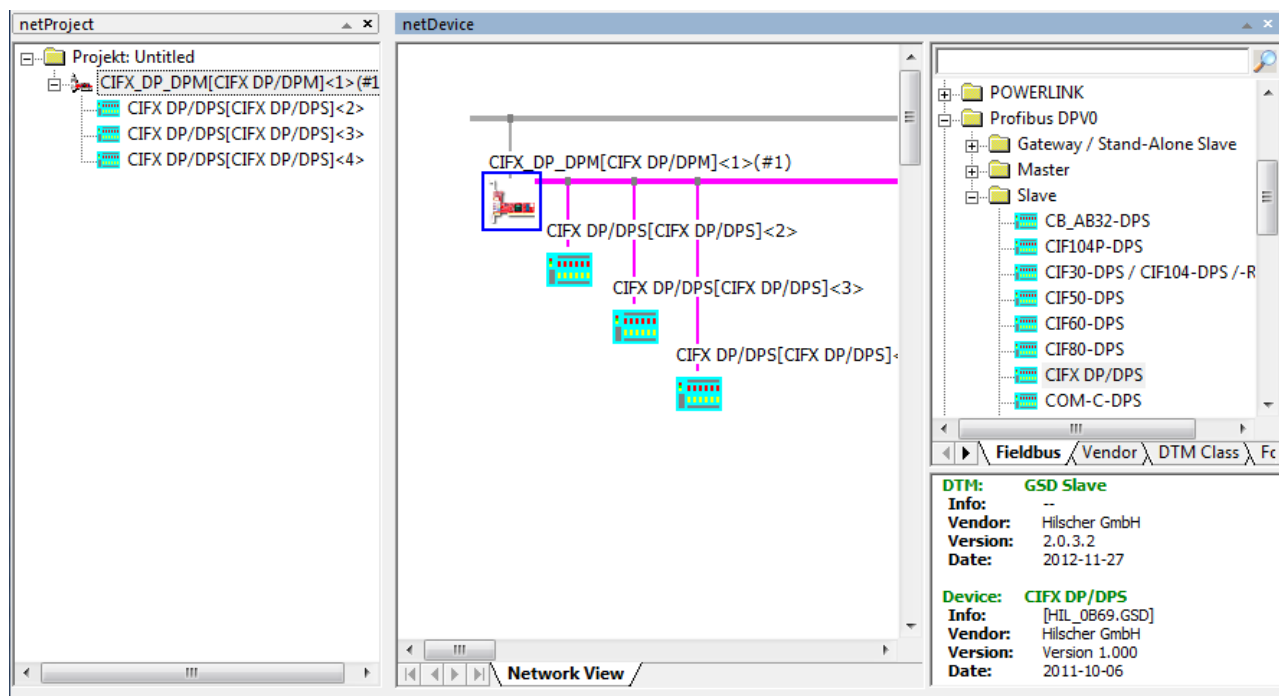 netProject
Projekt: Untitled
CIFX_DP_DPM[CIFX DP/DPM]<1>(#1
CIFX DP/DPS[CIFX DP/DPS]<2>
CIFX DP/DPS[CIFX DP/DPS]<3>
CIFX DP/DPS[CIFX DP/DPS]<4>
netDevice
CIFX_DP_DPM[CIFX DP/DPM]<1>(#1)
CIFX DP/DPS[CIFX DP/DPS]<2>
CIFX DP/DPS[CIFX DP/DPS]<3>
CIFX DP/DPS[CIFX DP/DPS]<
Network View
POWERLINK
Profibus DPV0
Gateway / Stand-Alone Slave
Master
Slave
CB_AB32-DPS
CIF104P-DPS
CIF30-DPS / CIF104-DPS /-R
CIF50-DPS
CIF60-DPS
CIF80-DPS
CIFX DP/DPS
COM-C-DPS
Fieldbus Vendor DTM Class Fc
DTM: GSD Slave
Info: --
Vendor: Hilscher GmbH
Version: 2.0.3.2
Date: 2012-11-27
Device: CIFX DP/DPS
Info: [HIL_0B69.GSD]
Vendor: Hilscher GmbH
Version: Version 1.000
Date: 2011-10-06